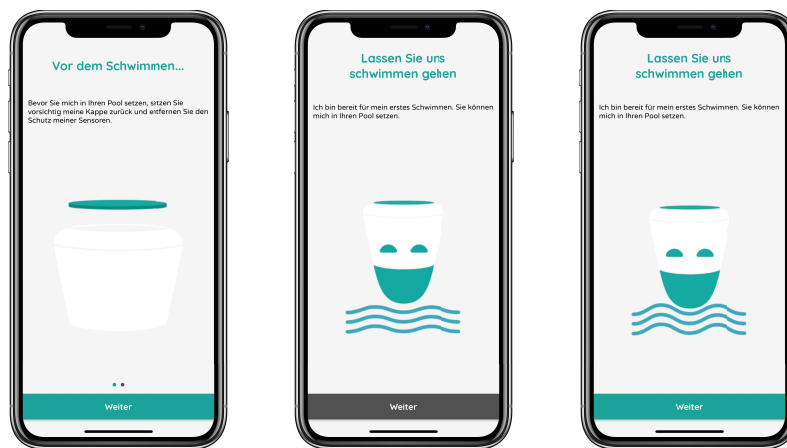 Vor dem Schwimmen...
Bevor Sie mich in Ihren Pool setzen, sıtzen Sie
vorsichtig meine Kappe zurück und entfernen Sie den
Schutz meiner Sensoren.
Weiter
Lassen Sie uns
schwimmen gehen
Ich bin bereit für mein erstes Schwimmen. Sie können
mich in Ihren Pool setzen.
Weiter
Lassen Sie uns
schwimmen gehen
Ich bin bereit für mein erstes Schwimmen. Sie können
mich in Ihren Pool setzen.
Weiter